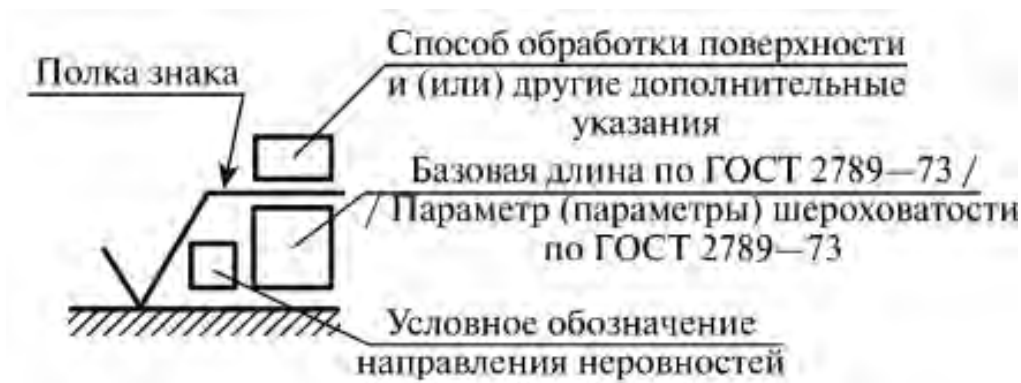 Полка знака
Способ обработки поверхности
и (или) другие дополнительные
указания
Базовая длина по ГОСТ 2789—73 /
/ Параметр (параметры) шероховатости
по ГОСТ 2789—73
Условное обозначение
направления неровностей